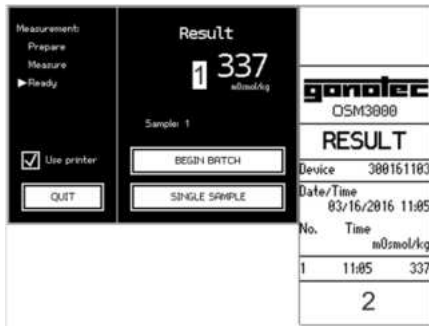 Measurement:
Prepare
Measure
▶Ready
Use printer
QUIT
Result
1 337
mOsmol/kg
Sample: 1
BEGIN BATCH
SINGLE SAMPLE
gonotec
OSM3000
RESULT
Device 300161103
Date/Time
03/16/2016 11:05
No. Time
mOsmol/kg
1 11:05 337
2